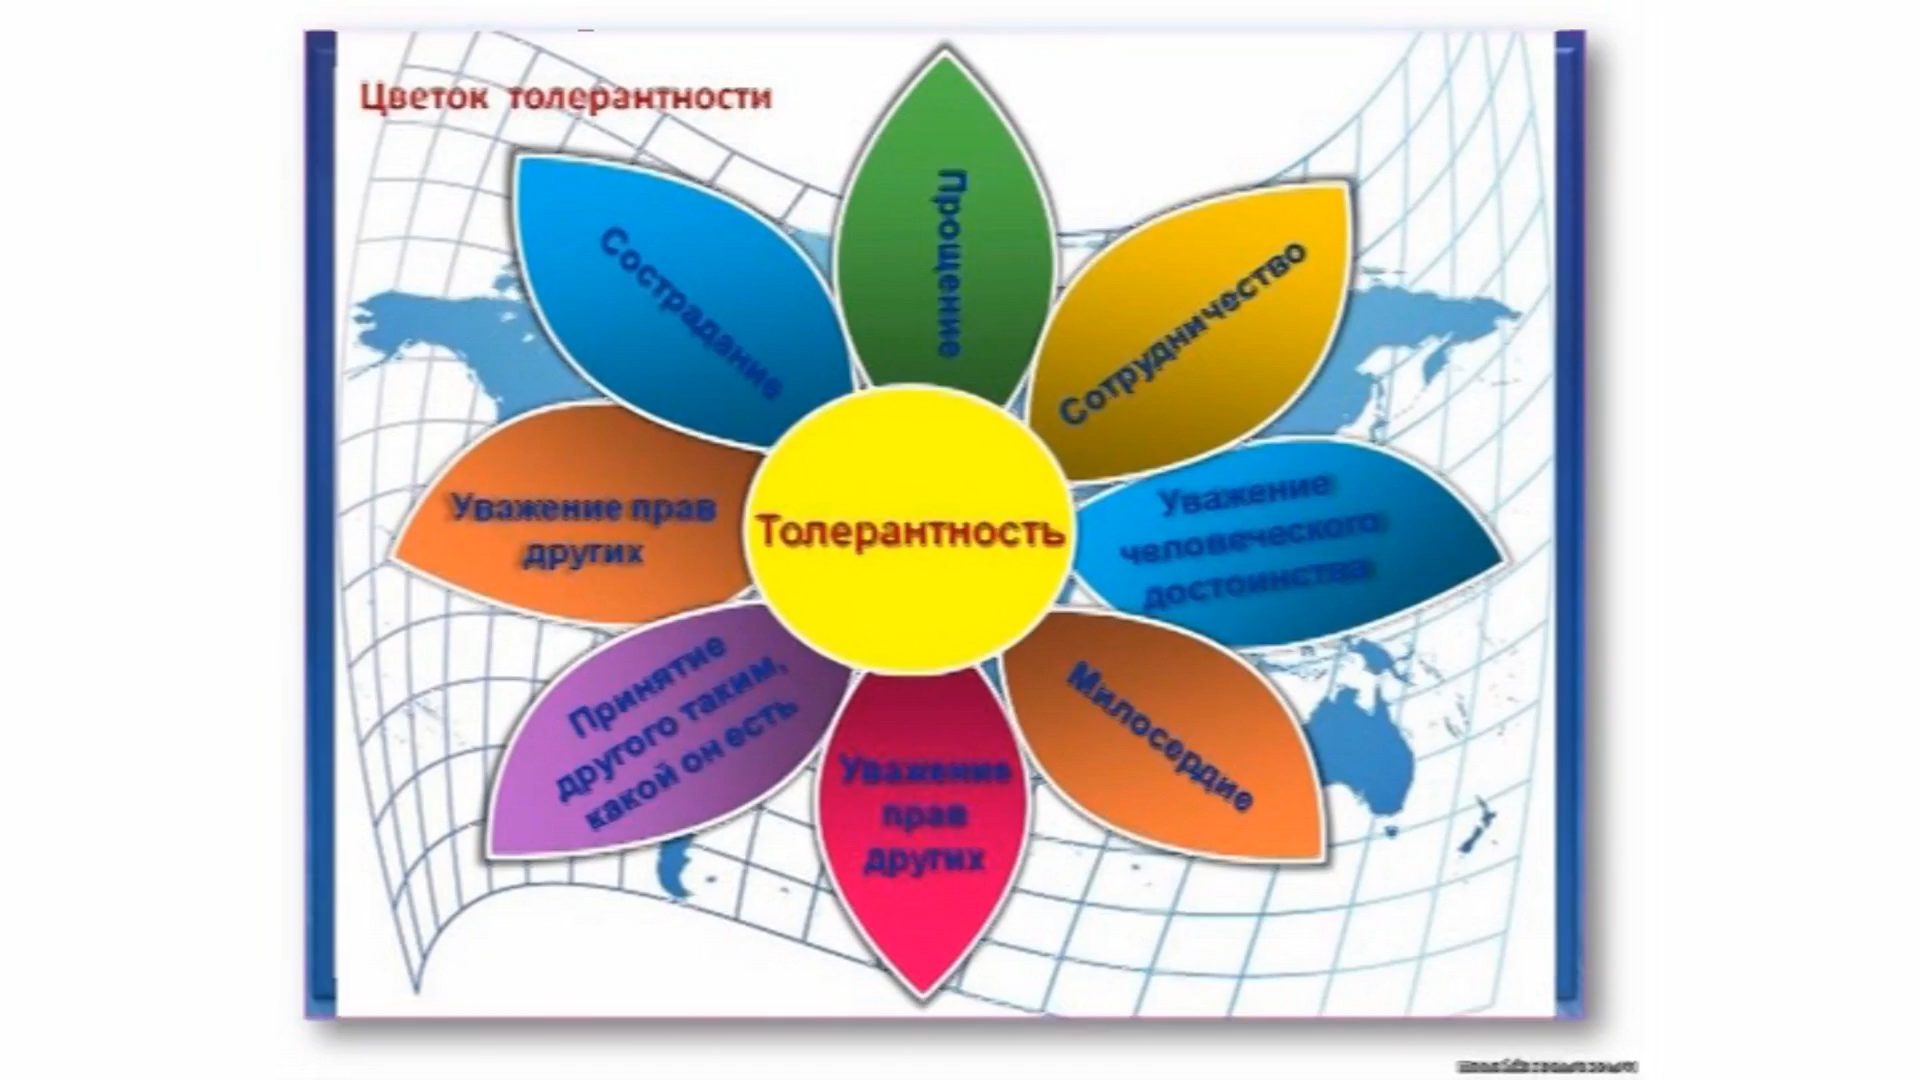 Цветок толерантности
Прощение
Сострадание
Сотрудничество
Уважение прав
других
Толерантность
Уважение
человеческого
достоинства
Принятие
другого таким,
какой он есть
Милосердие
Уважение
прав
других